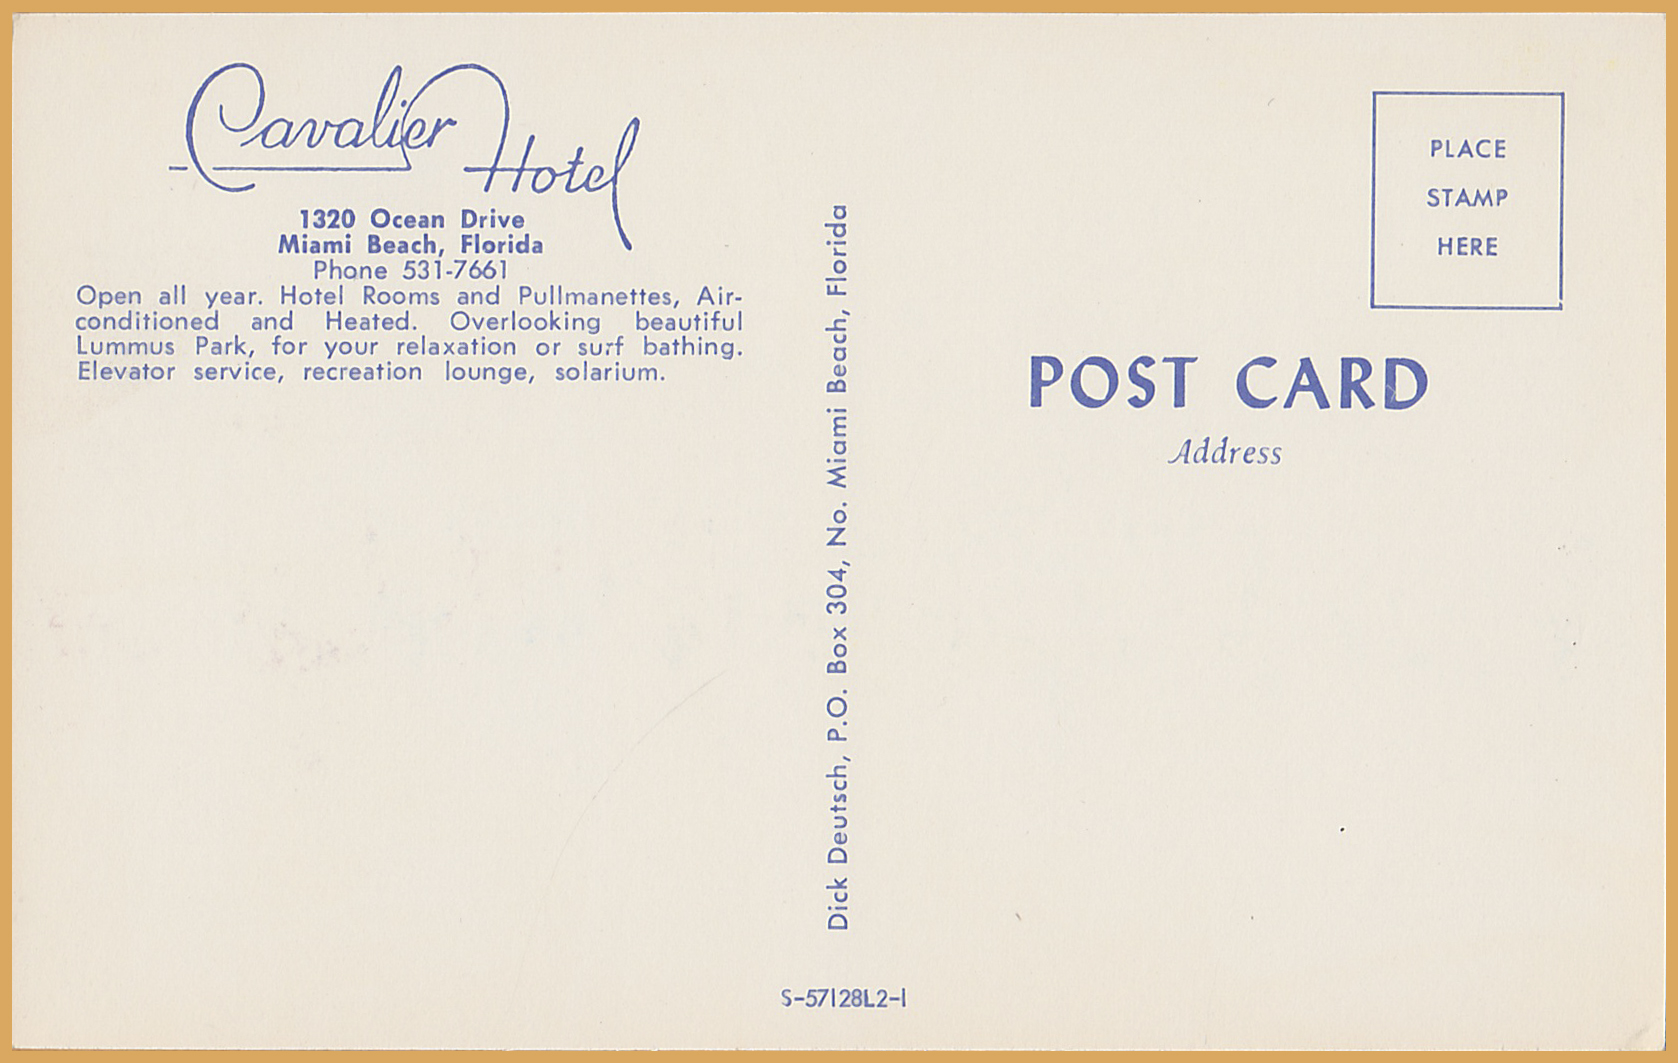 Cavalier Hotel
1320 Ocean Drive
Miami Beach, Florida
Phone 531-7661
Open all year. Hotel Rooms and Pullmanettes, Air-
conditioned and Heated. Overlooking beautiful
Lummus Park, for your relaxation or surf bathing.
Elevator service, recreation lounge, solarium.
Dick Deutsch, P.O. Box 304, No. Miami Beach, Florida
S-57128L2-1
PLACE
STAMP
HERE
POST CARD
Address